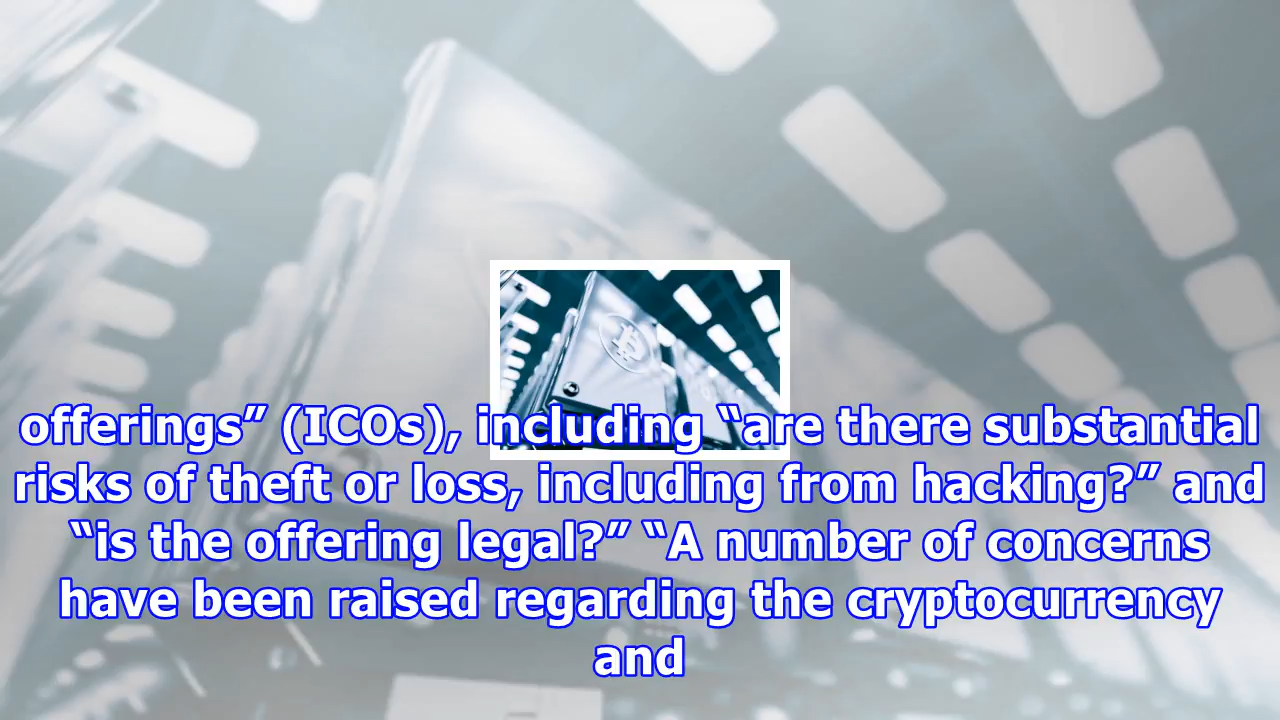 offerings” (ICOs), including “are there substantial
risks of theft or loss, including from hacking?” and
“is the offering legal?” “A number of concerns
have been raised regarding the cryptocurrency
and